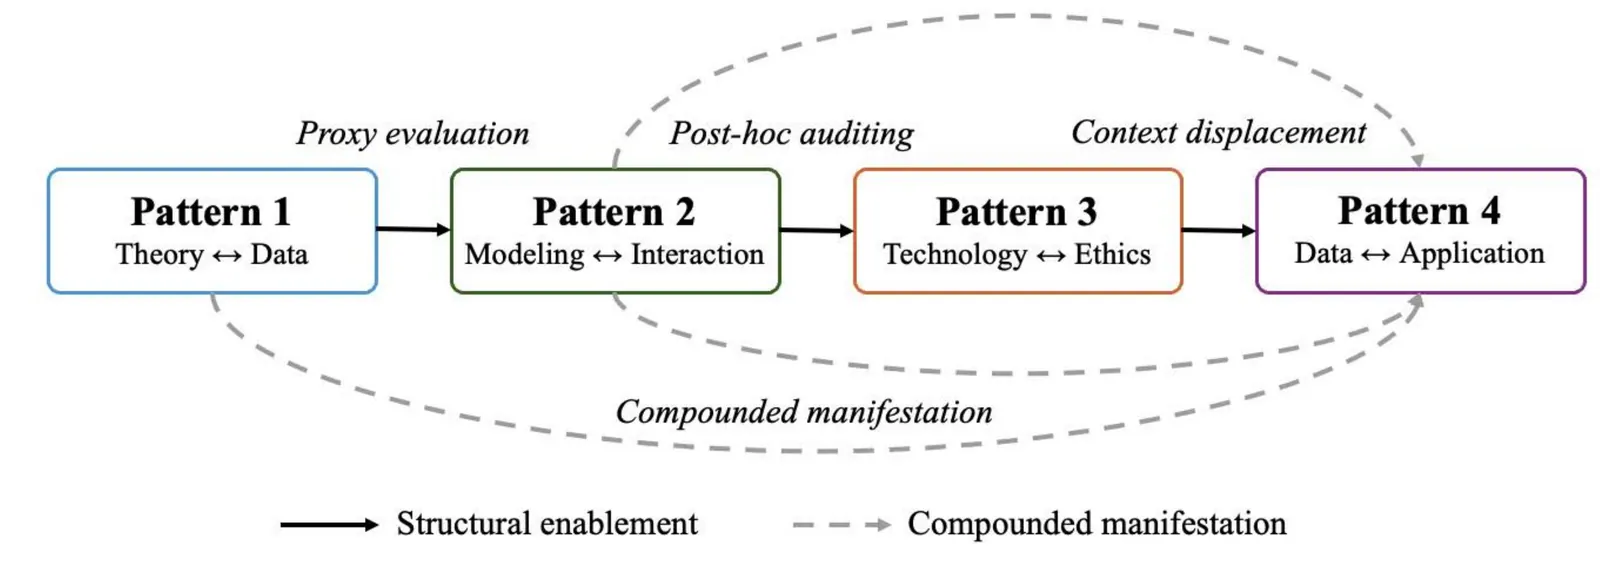 Proxy evaluation
Post-hoc auditing
Context displacement
Pattern 1
Theory ↔ Data
Pattern 2
Modeling ↔ Interaction
Pattern 3
Technology ↔ Ethics
Pattern 4
Data ↔ Application
Compounded manifestation
Structural enablement
Compounded manifestation